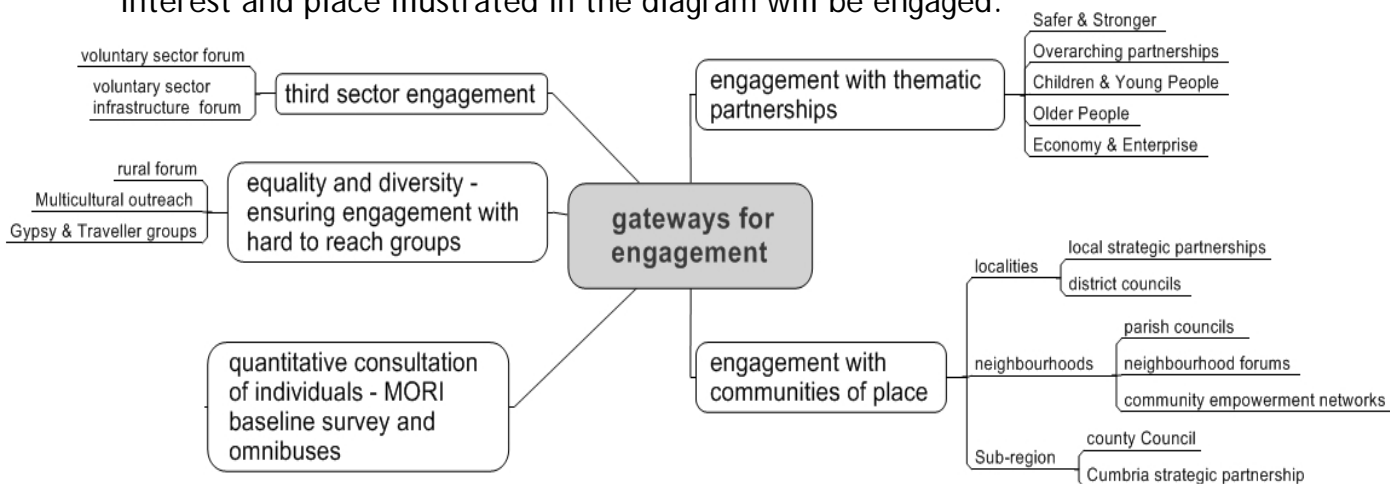 interest and place illustrated in the diagram will be engaged.
voluntary sector forum
voluntary sector
infrastructure forum
third sector engagement
rural forum
Multicultural outreach
Gypsy & Traveller groups
equality and diversity -
ensuring engagement with
hard to reach groups
quantitative consultation
of individuals - MORI
baseline survey and
omnibuses
gateways for
engagement
engagement with thematic
partnerships
Safer & Stronger
Overarching partnerships
Children & Young People
Older People
Economy & Enterprise
engagement with
communities of place
localities
local strategic partnerships
district councils
neighbourhoods
parish councils
neighbourhood forums
community empowerment networks
Sub-region
county Council
Cumbria strategic partnership